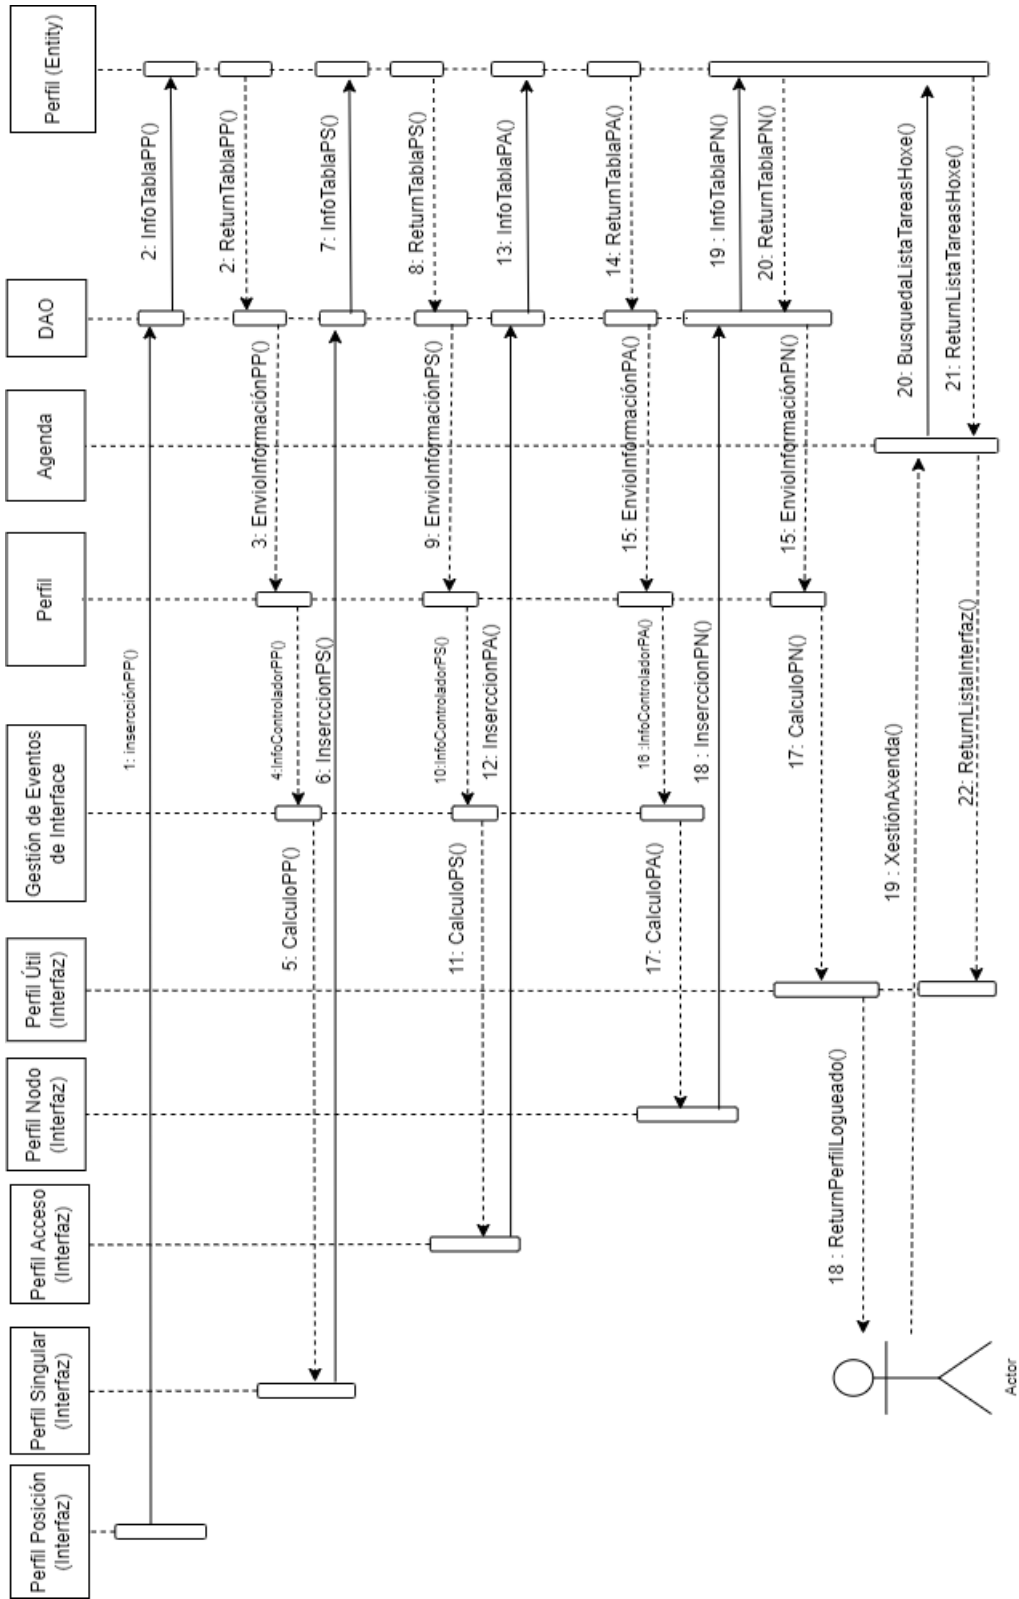 Perfil Posición
(Interfaz)
Perfil Singular
(Interfaz)
Perfil Acceso
(Interfaz)
Perfil Nodo
(Interfaz)
Perfil Útil
(Interfaz)
Gestión de Eventos
de Interface
Perfil
Agenda
DAO
Perfil (Entity)
1: insercciónPP()
2: InfoTablaPP()
2: ReturnTablaPP()
3: EnvioInformaciónPP()
4:InfoControladorPP()
5: CalculoPP()
6: InserccionPS()
7: InfoTablaPS()
8: ReturnTablaPS()
9: EnvioInformaciónPS()
10:InfoControladorPS()
11: CalculoPS()
12: InserccionPA()
13: InfoTablaPA()
14: ReturnTablaPA()
15: EnvioInformaciónPA()
16 :InfoControladorPA()
17: CalculoPA()
18 : InserccionPN()
19 : InfoTablaPN()
20: ReturnTablaPN()
15: EnvioInformaciónPN()
17: CalculoPN()
18 : ReturnPerfilLogueado()
19 : XestiónAxenda()
20: BusquedaListaTareasHoxe()
21: ReturnListaTareasHoxe()
22: ReturnListaInterfaz()
Actor